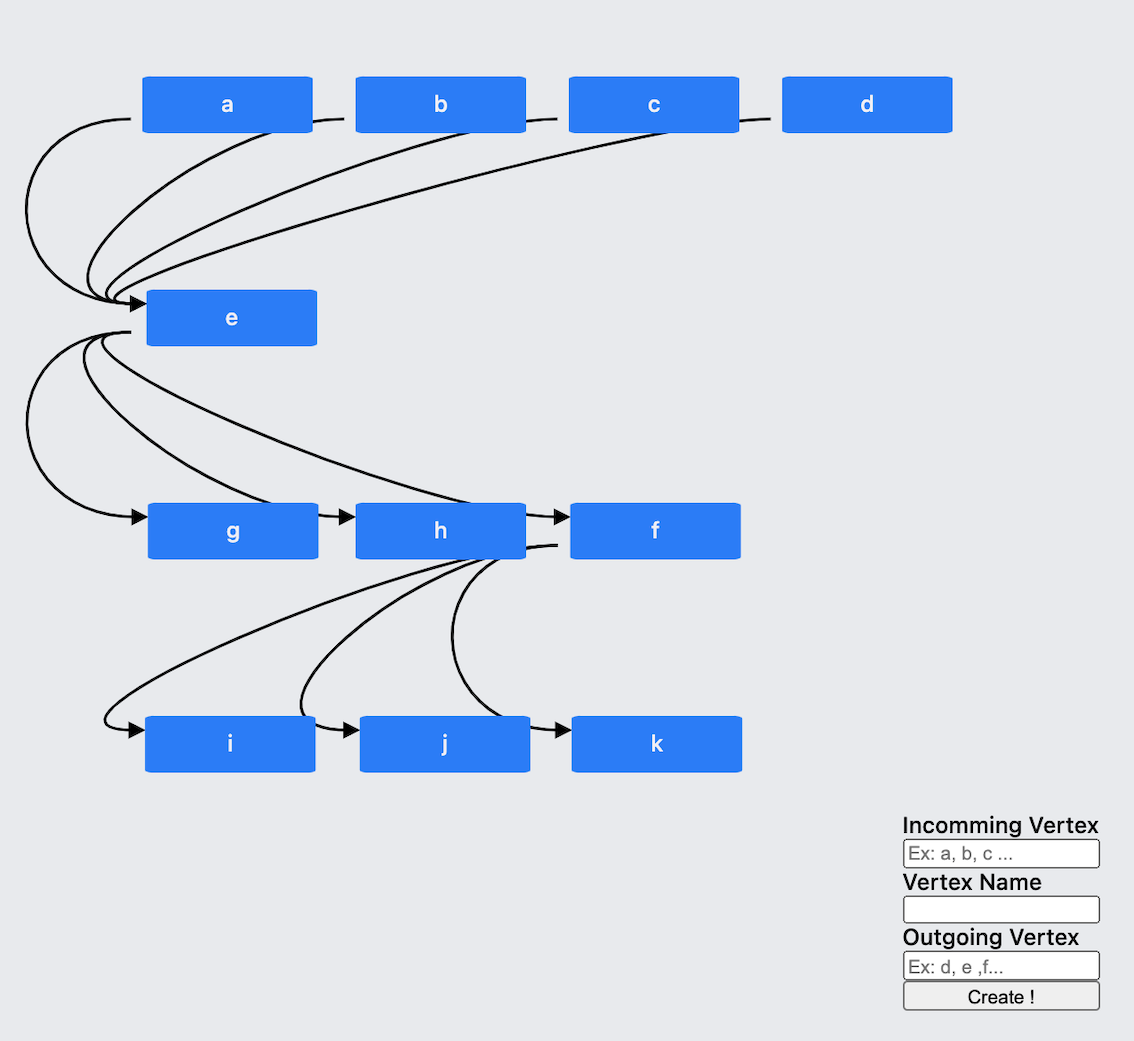 a b c d
e
g h f
i j k
Incomming Vertex
Ex: a, b, c ...
Vertex Name
Outgoing Vertex
Ex: d, e ,f...
Create !